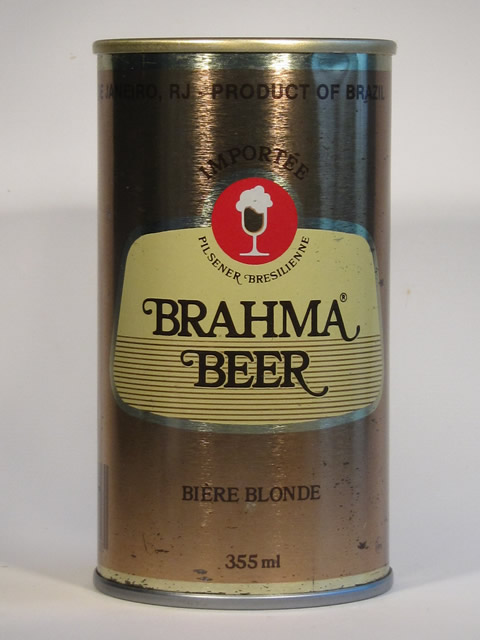 E JANEIRO, RJ - PRODUCT OF BRAZIL
IMPORTÉE
PILSENER BRESILIENNE
BRAHMA®
BEER
BIÈRE BLONDE
355 ml